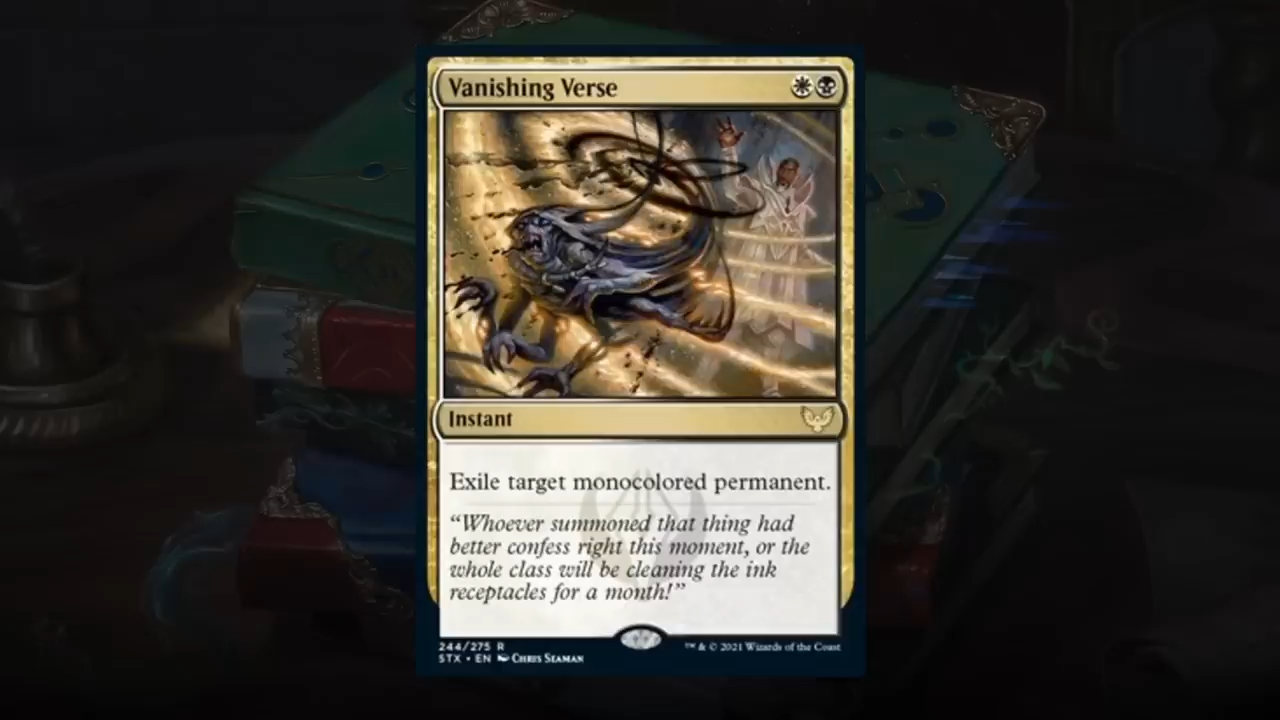 Vanishing Verse
Instant
Exile target monocolored permanent.
“Whoever summoned that thing had
better confess right this moment, or the
whole class will be cleaning the ink
receptacles for a month!”
244/275 R
STX • EN Chris Seaman
™ & © 2021 Wizards of the Coast